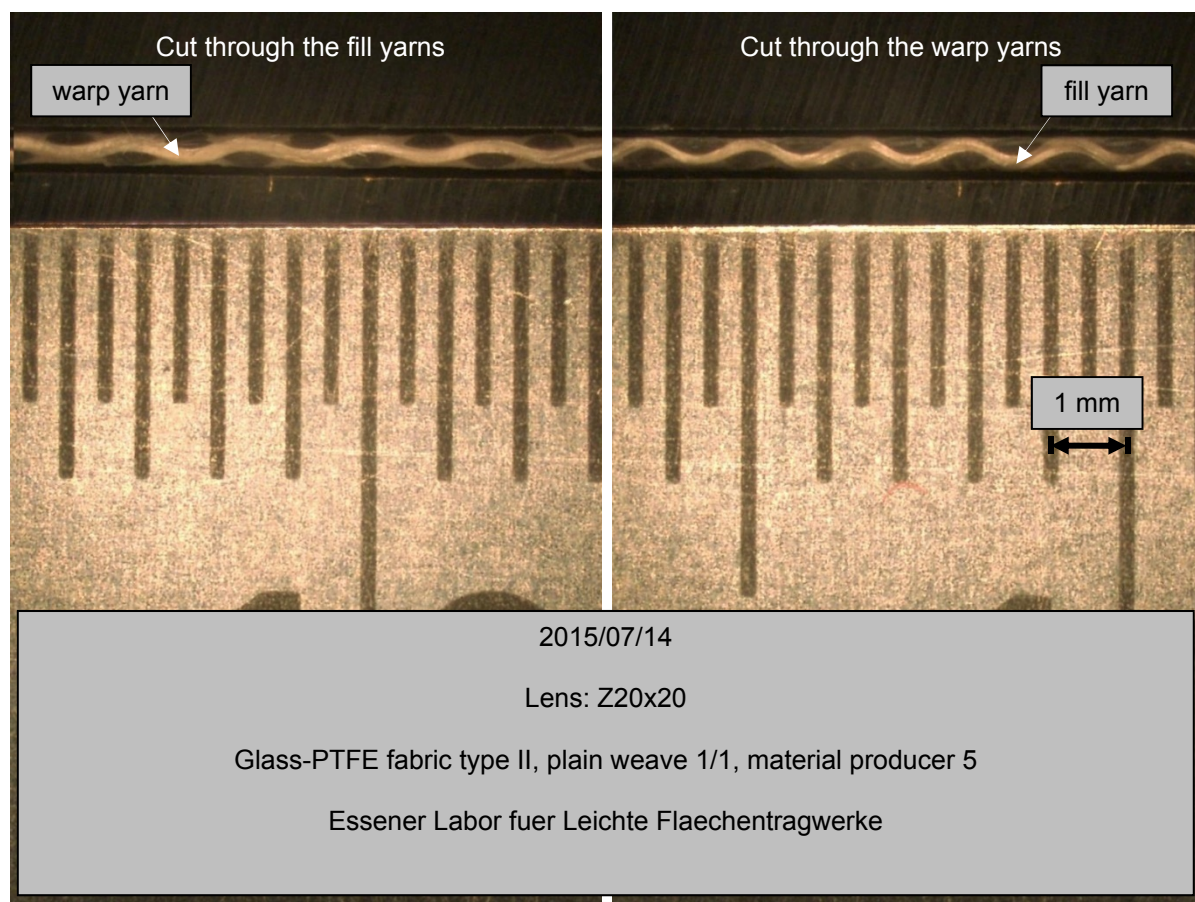 Cut through the fill yarns
warp yarn
Cut through the warp yarns
fill yarn
1 mm
2015/07/14
Lens: Z20x20
Glass-PTFE fabric type II, plain weave 1/1, material producer 5
Essener Labor fuer Leichte Flaechentragwerke